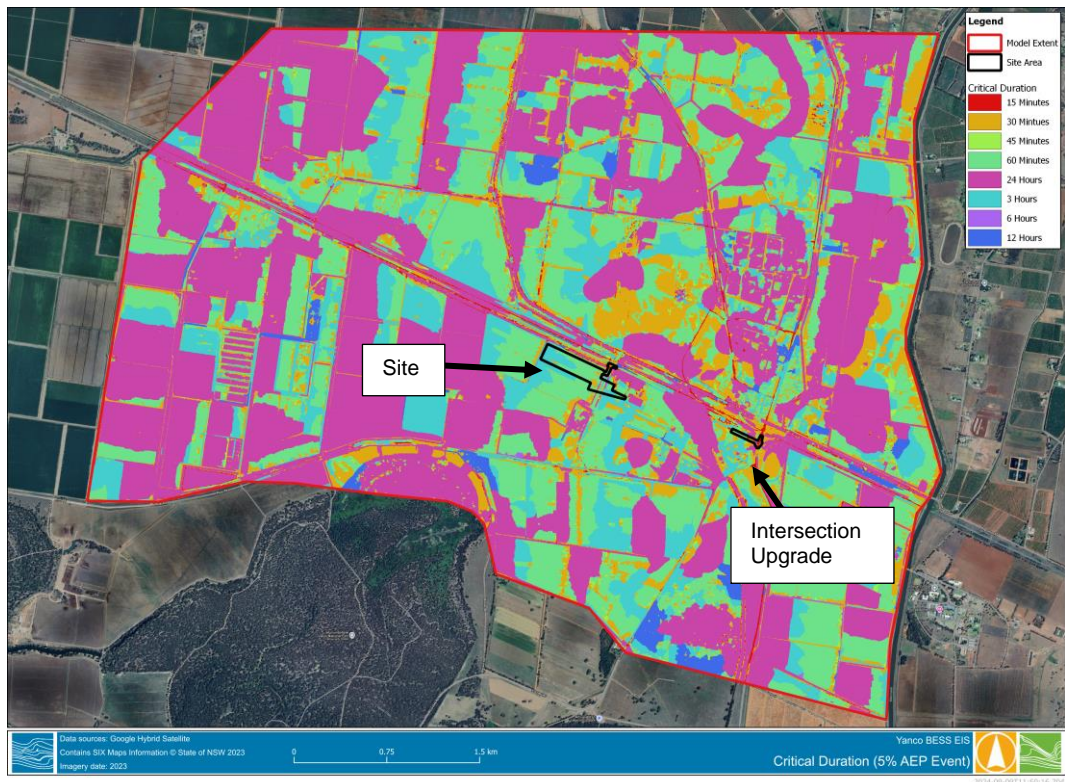 Legend
Model Extent
Site Area
Critical Duration
15 Minutes
30 Mintues
45 Minutes
60 Minutes
24 Hours
3 Hours
6 Hours
12 Hours
Site
Intersection
Upgrade
Data sources: Google Hybrid Satellite
Contains SIX Maps Information © State of NSW 2023
Imagery date: 2023
0 0.75 1.5 km
Yanco BESS EIS
Critical Duration (5% AEP Event)